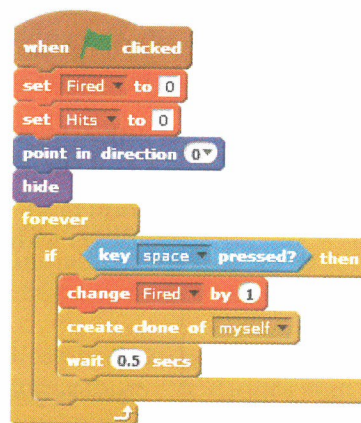 when clicked
set Fired to 0
set Hits to 0
point in direction 0
hide
forever
if key space pressed? then
change Fired by 1
create clone of myself
wait 0.5 secs